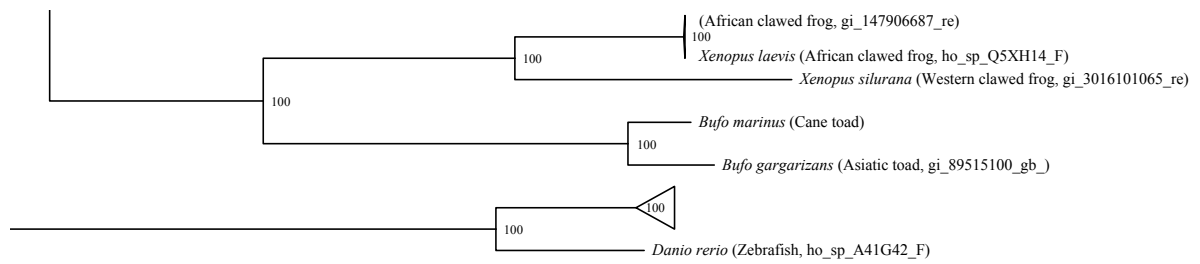 (African clawed frog, gi_147906687_re)
100
Xenopus laevis (African clawed frog, ho_sp_Q5XH14_F)
100
Xenopus silurana (Western clawed frog, gi_3016101065_re)
100
Bufo marinus (Cane toad)
100
Bufo gargarizans (Asiatic toad, gi_89515100_gb_)
100
100
Danio rerio (Zebrafish, ho_sp_A41G42_F)